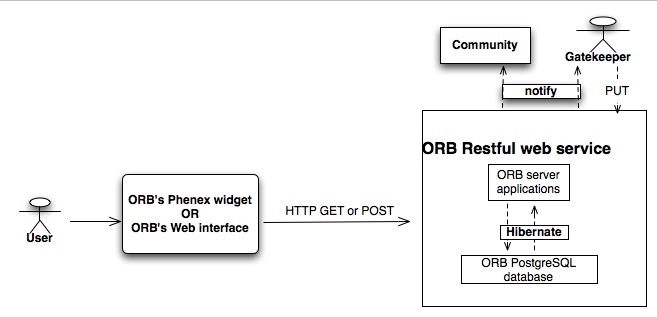 Community
Gatekeeper
notify
PUT
ORB Restful web service
ORB server
applications
ORB's Phenex widget
OR
ORB's Web interface
HTTP GET or POST
User
Hibernate
ORB PostgreSQL
database